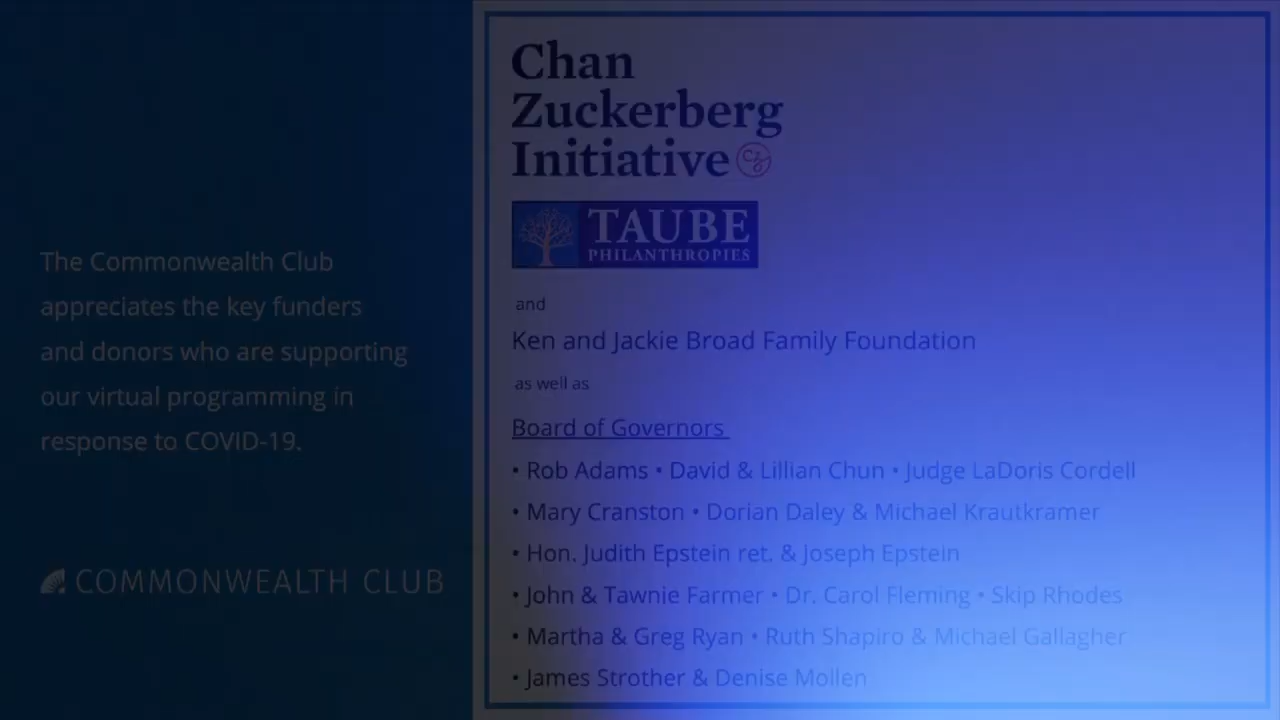 The Commonwealth Club
appreciates the key funders
and donors who are supporting
our virtual programming in
response to COVID-19.
COMMONWEALTH CLUB
Chan
Zuckerberg
Initiative
TAUBE
PHILANTHROPIES
and
Ken and Jackie Broad Family Foundation
as well as
Board of Governors
• Rob Adams • David & Lillian Chun • Judge LaDoris Cordell
• Mary Cranston • Dorian Daley & Michael Krautkramer
• Hon. Judith Epstein ret. & Joseph Epstein
• John & Tawnie Farmer • Dr. Carol Fleming • Skip Rhodes
• Martha & Greg Ryan • Ruth Shapiro & Michael Gallagher
• James Strother & Denise Mollen